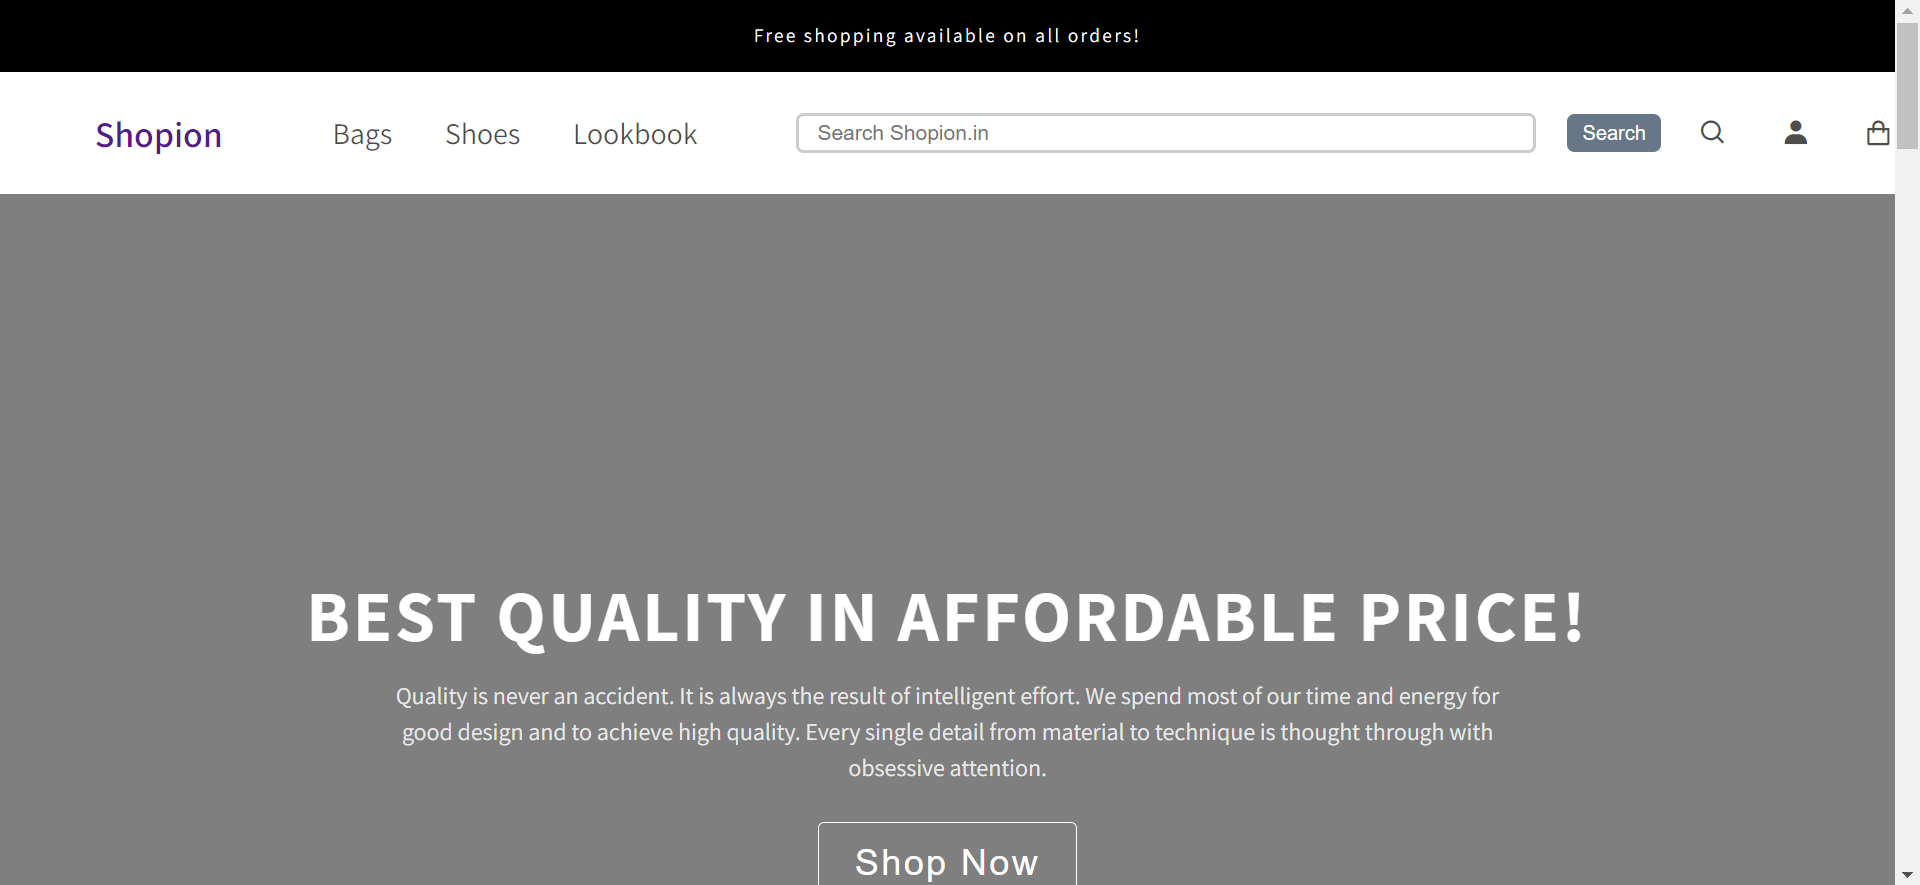 Free shopping available on all orders!
Shopion
Bags
Shoes
Lookbook
Search Shopion.in
Search
BEST QUALITY IN AFFORDABLE PRICE!
Quality is never an accident. It is always the result of intelligent effort. We spend most of our time and energy for
good design and to achieve high quality. Every single detail from material to technique is thought through with
obsessive attention.
Shop Now